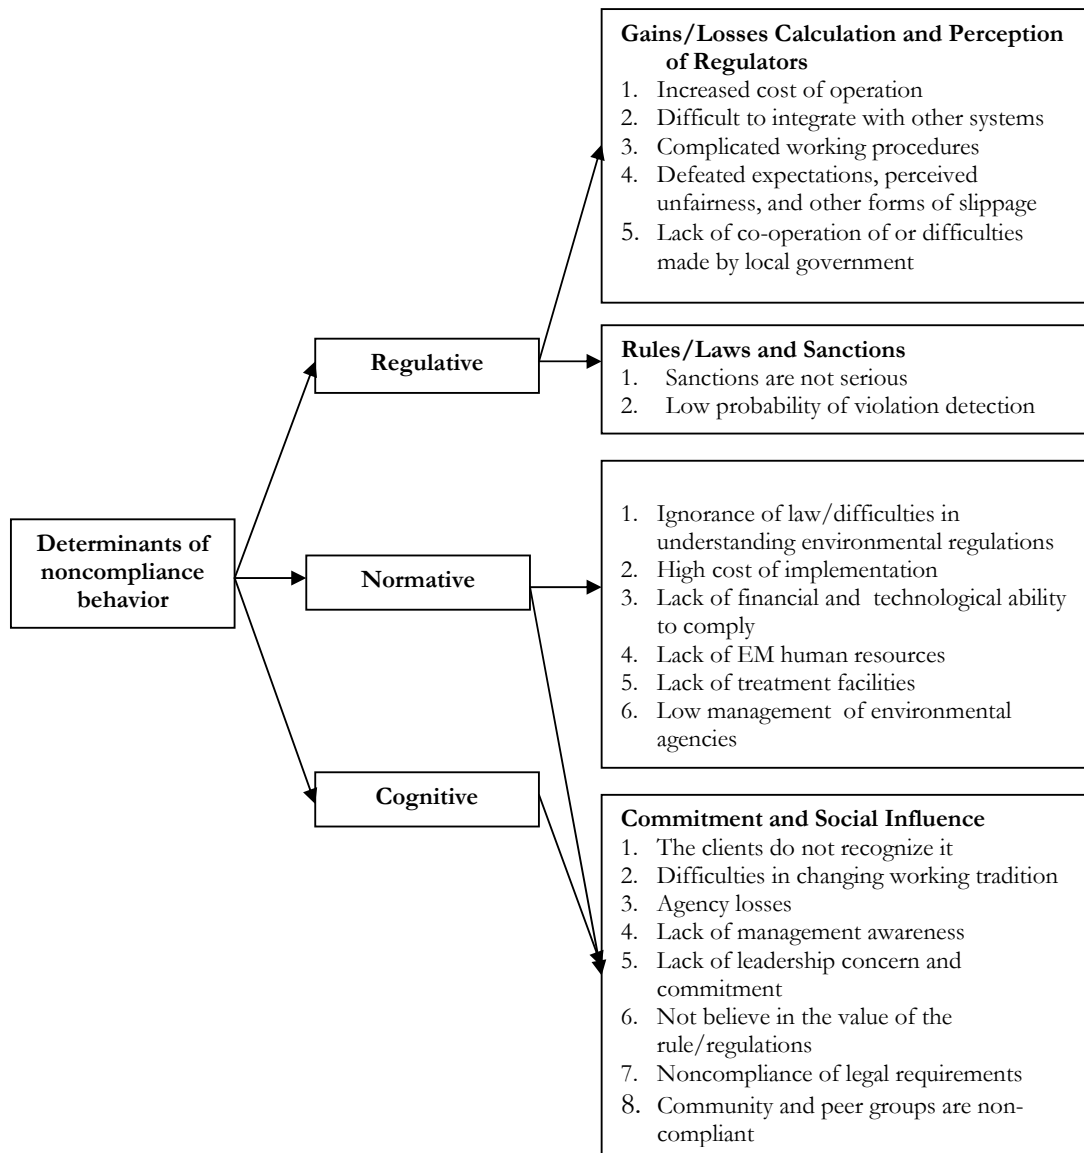 Gains/Losses Calculation and Perception
of Regulators
1. Increased cost of operation
2. Difficult to integrate with other systems
3. Complicated working procedures
4. Defeated expectations, perceived
unfairness, and other forms of slippage
5. Lack of co-operation of or difficulties
made by local government
Regulative
Rules/Laws and Sanctions
1. Sanctions are not serious
2. Low probability of violation detection
Determinants of
noncompliance
behavior
Normative
1. Ignorance of law/difficulties in
understanding environmental regulations
2. High cost of implementation
3. Lack of financial and technological ability
to comply
4. Lack of EM human resources
5. Lack of treatment facilities
6. Low management of environmental
agencies
Cognitive
Commitment and Social Influence
1. The clients do not recognize it
2. Difficulties in changing working tradition
3. Agency losses
4. Lack of management awareness
5. Lack of leadership concern and
commitment
6. Not believe in the value of the
rule/regulations
7. Noncompliance of legal requirements
8. Community and peer groups are non-
compliant